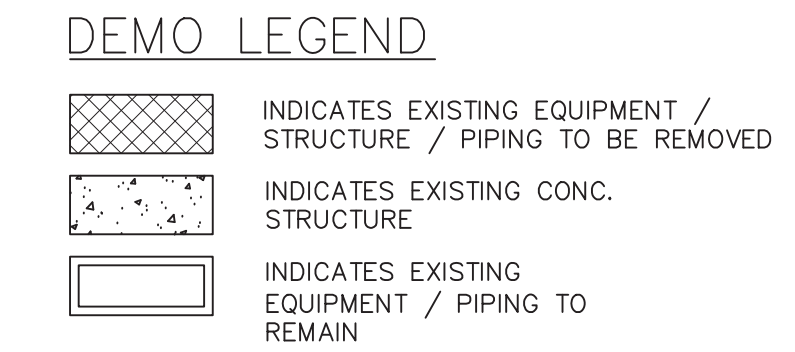 DEMO LEGEND
INDICATES EXISTING EQUIPMENT /
STRUCTURE / PIPING TO BE REMOVED
INDICATES EXISTING CONC.
STRUCTURE
INDICATES EXISTING
EQUIPMENT / PIPING TO
REMAIN